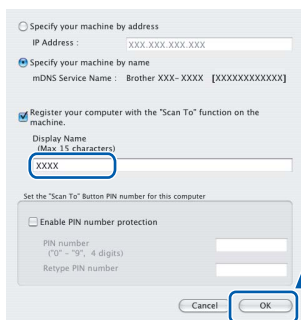 Specify your machine by address
IP Address : XXX.XXX.XXX.XXX
Specify your machine by name
mDNS Service Name : Brother XXX-XXXX [XXXXXXXXXXXX]
Register your computer with the "Scan To" function on the
machine.
Display Name
(Max 15 characters)
XXXX
Set the "Scan To" Button PIN number for this computer
Enable PIN number protection
PIN number
("0" - "9", 4 digits)
Retype PIN number
Cancel OK